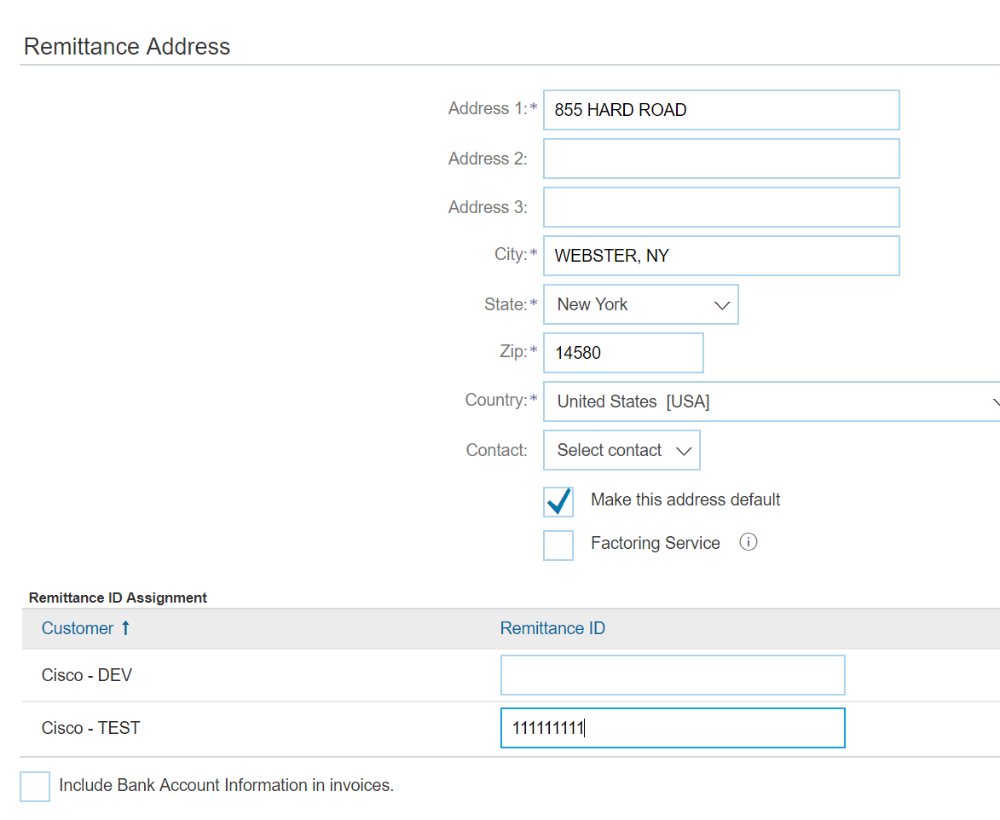 Remittance Address
Address 1:* 855 HARD ROAD
Address 2:
Address 3:
City:* WEBSTER, NY
State:* New York
Zip:* 14580
Country:* United States [USA]
Contact: Select contact
Make this address default
Factoring Service
Remittance ID Assignment
Customer ↑ Remittance ID
Cisco - DEV
Cisco - TEST 111111111
Include Bank Account Information in invoices.